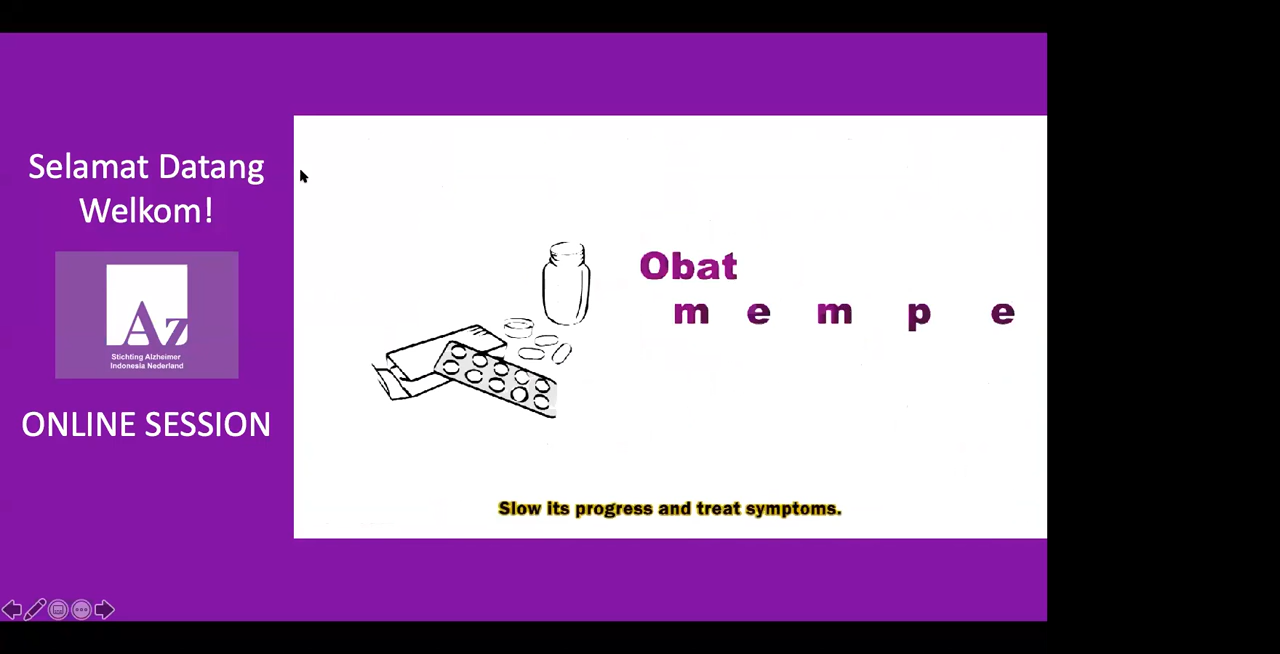 Selamat Datang
Welkom!
Az
Stichting Alzheimer
Indonesia Nederland
ONLINE SESSION
Obat
m e m p e
Slow its progress and treat symptoms.